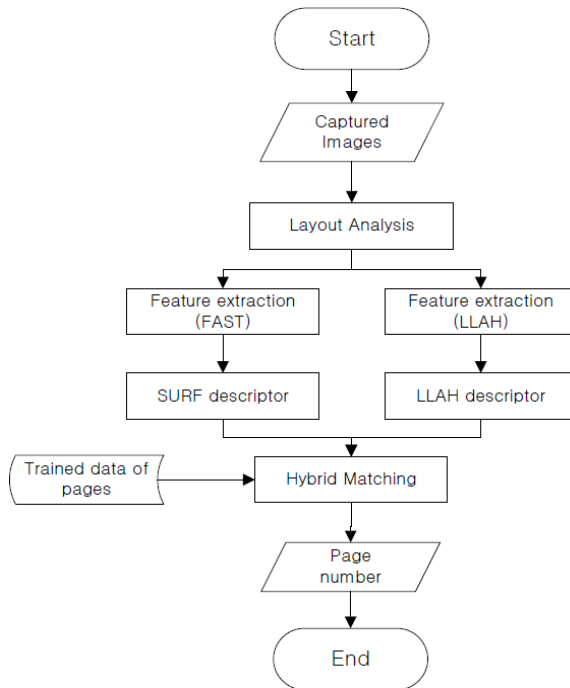 Start
Captured
Images
Layout Analysis
Feature extraction
(FAST)
Feature extraction
(LLAH)
SURF descriptor
LLAH descriptor
Trained data of
pages
Hybrid Matching
Page
number
End